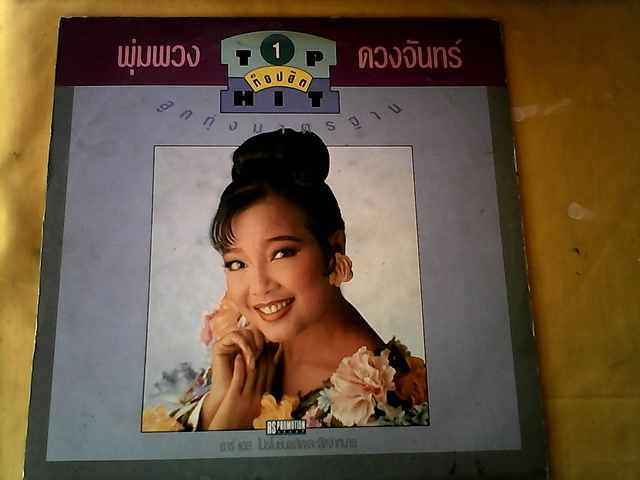 พุ่มพวง ดวงจันทร์
TOP
1
ท็อปฮิต
HIT
ลูกทุ่งมาตรฐาน
RS PROMOTION
อาร์ เอส. โปรโมชั่นผลิตและจัดจำหน่าย